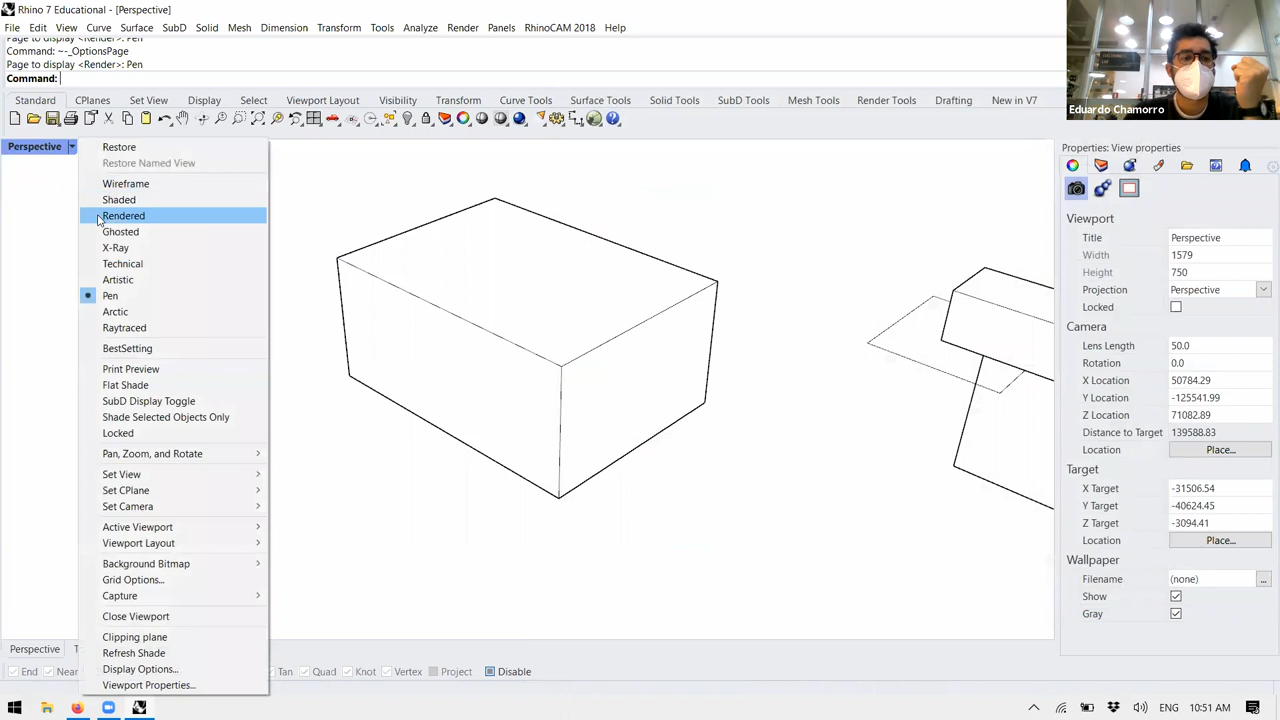 Rhino 7 Educational - [Perspective]
File Edit View Curve Surface SubD Solid Mesh Dimension Transform Tools Analyze Render Panels RhinoCAM 2018 Help
Page to display <Render>: Pen
Command: ~-_OptionsPage
Page to display <Render>: Pen
Command:
Standard CPlanes Set View Display Select Viewport Layout Visibility Transform Curve Tools Surface Tools Solid Tools SubD Tools Mesh Tools Render Tools Drafting New in V7
Eduardo Chamorro
Perspective
Restore
Restore Named View
Wireframe
Shaded
Rendered
Ghosted
X-Ray
Technical
Artistic
Pen
Arctic
Raytraced
BestSetting
Print Preview
Flat Shade
SubD Display Toggle
Shade Selected Objects Only
Locked
Pan, Zoom, and Rotate
Set View
Set CPlane
Set Camera
Active Viewport
Viewport Layout
Background Bitmap
Grid Options...
Capture
Close Viewport
Clipping plane
Refresh Shade
Display Options...
Viewport Properties...
Properties: View properties
Viewport
Title Perspective
Width 1579
Height 750
Projection Perspective
Locked
Camera
Lens Length 50.0
Rotation 0.0
X Location 50784.29
Y Location -125541.99
Z Location 71082.89
Distance to Target 139588.83
Location Place...
Target
X Target -31506.54
Y Target -40624.45
Z Target -3094.41
Location Place...
Wallpaper
Filename (none) ...
Show
Gray
Perspective
End Near Tan Quad Knot Vertex Project Disable
ENG 10:51 AM